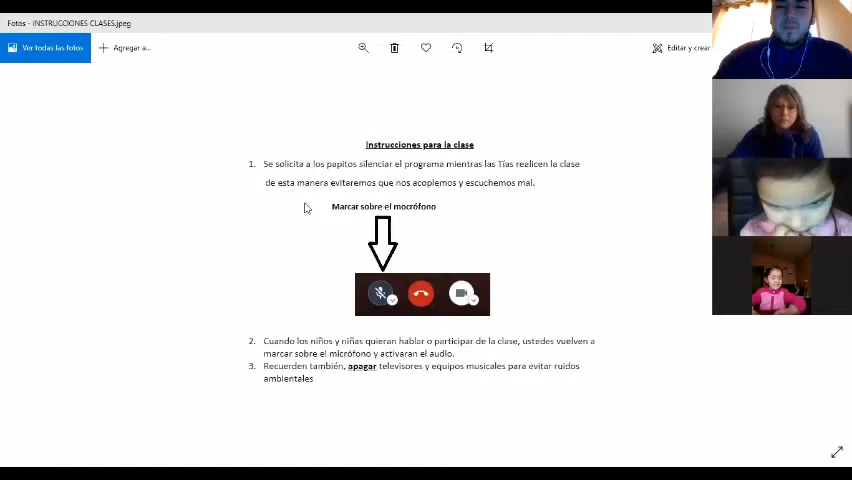 Fotos - INSTRUCCIONES CLASES.jpeg
Ver todas las fotos
Agregar a...
Editar y crear
Instrucciones para la clase
1. Se solicita a los papitos silenciar el programa mientras las Tías realicen la clase
de esta manera evitaremos que nos acoplemos y escuchemos mal.
Marcar sobre el mocrófono
2. Cuando los niños y niñas quieran hablar o participar de la clase, ustedes vuelven a
marcar sobre el micrófono y activaran el audio.
3. Recuerden también, apagar televisores y equipos musicales para evitar ruidos
ambientales